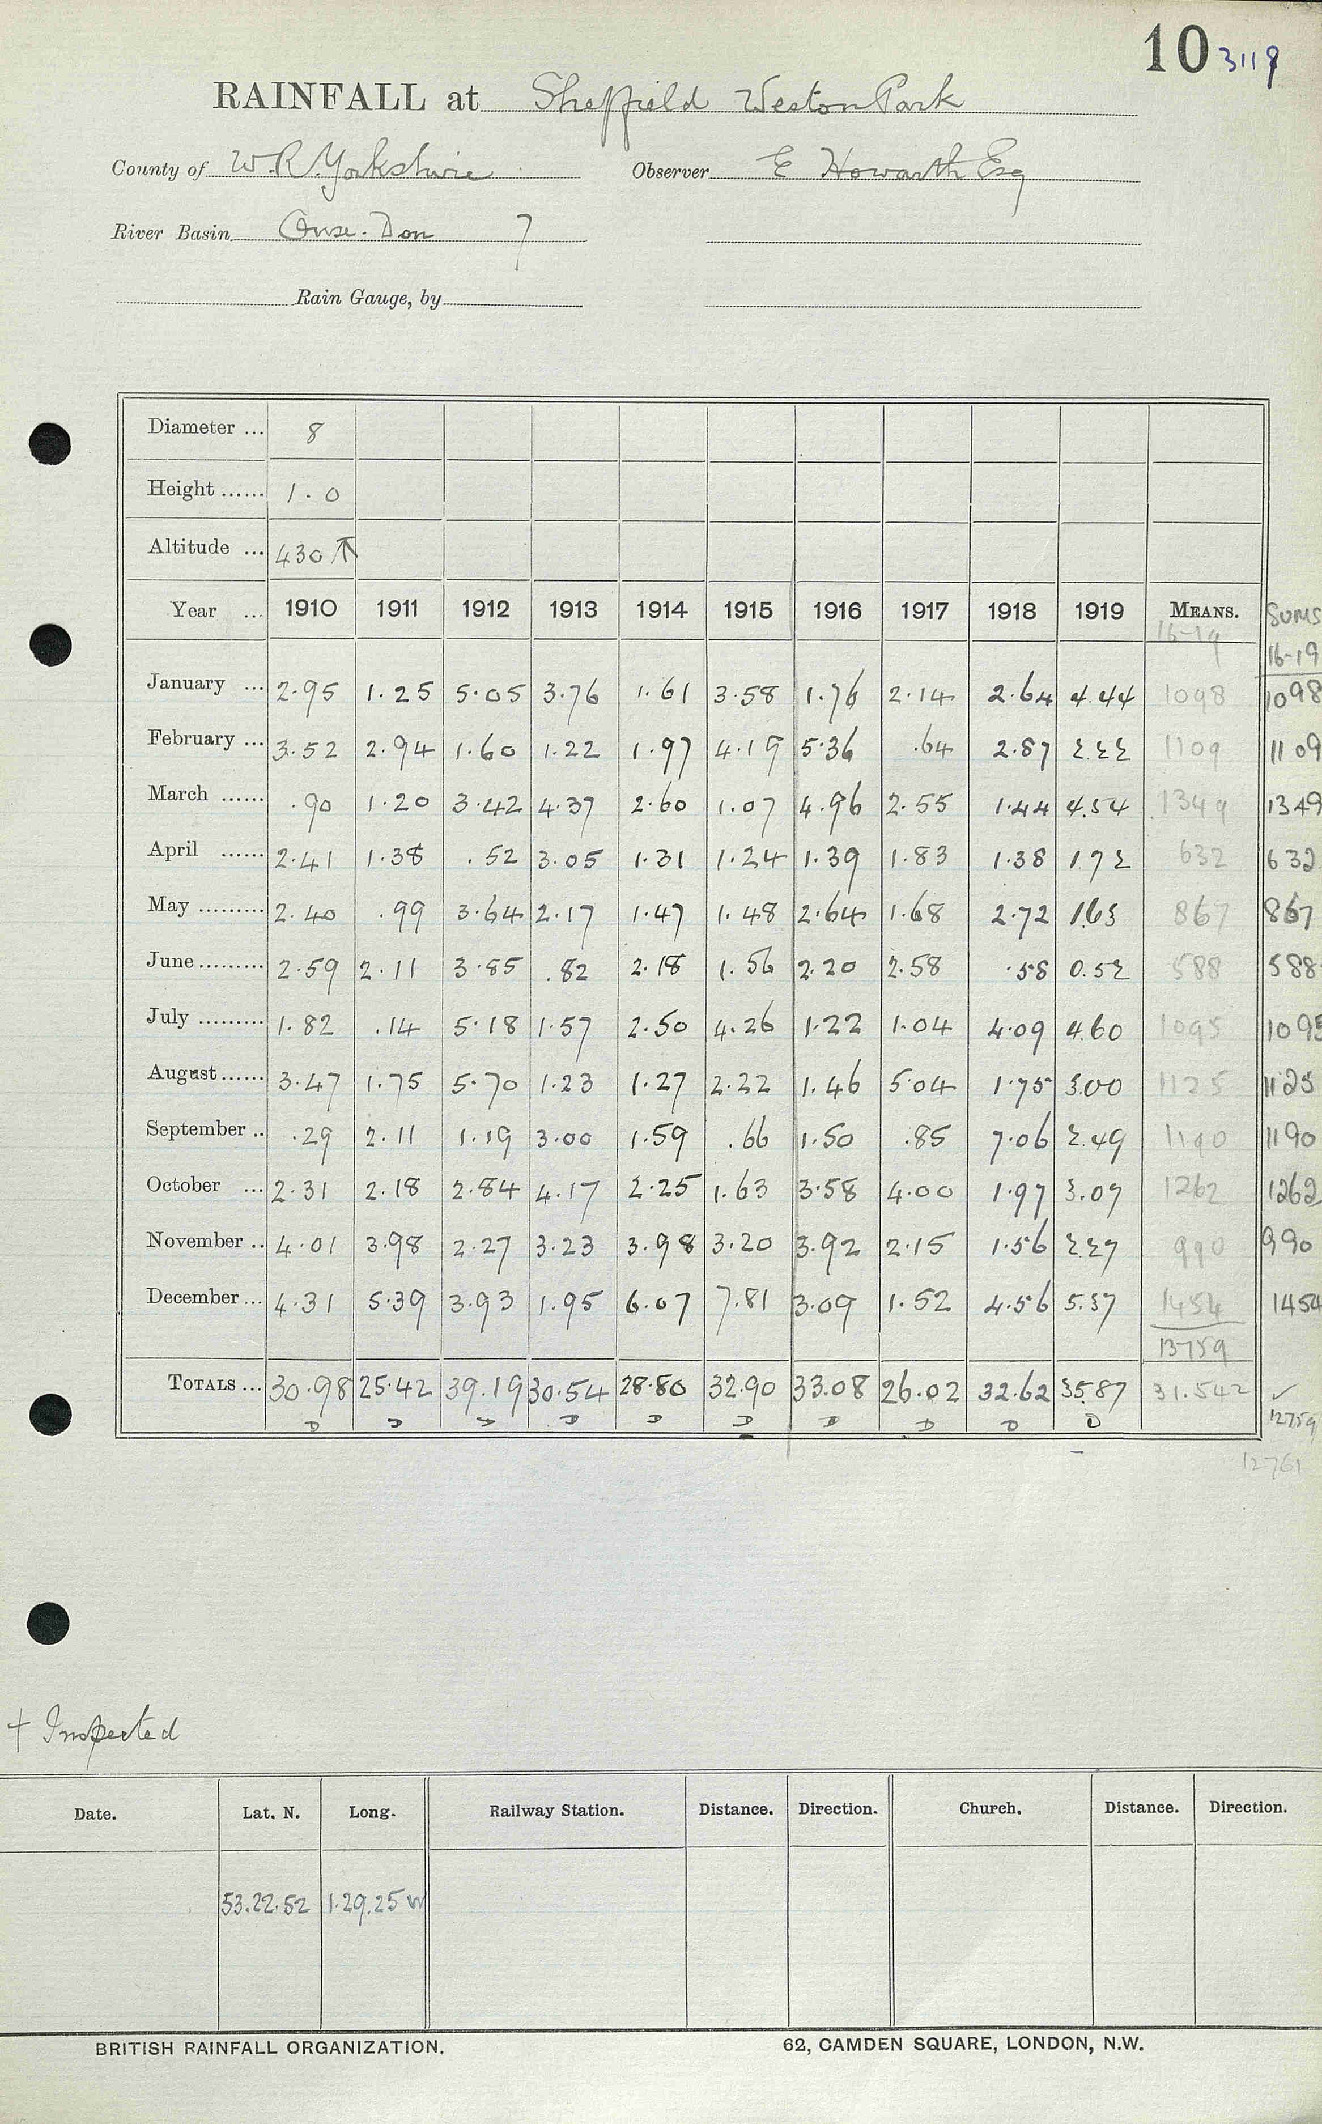 10 3119
RAINFALL at Sheffield Weston Park
County of W.R. Yorkshire Observer E Howarth Esq
River Basin Ouse. Don 7
Rain Gauge, by
Diameter ... 8
Height ...... 1.0
Altitude ... 430 ↑
Year ... 1910 1911 1912 1913 1914 1915 1916 1917 1918 1919 MEANS. SUMS
16-19 16-19
January ... 2.95 1.25 5.05 3.76 1.61 3.58 1.76 2.14 2.64 4.44 1098 1098
February ... 3.52 2.94 1.60 1.22 1.97 4.19 5.36 .64 2.87 2.22 1109 1109
March ...... .90 1.20 3.42 4.37 2.60 1.07 4.96 2.55 1.44 4.54 1349 1349
April ...... 2.41 1.38 .52 3.05 1.31 1.24 1.39 1.83 1.38 1.72 632 632
May ......... 2.40 .99 3.64 2.17 1.47 1.48 2.64 1.68 2.72 1.63 867 867
June ......... 2.59 2.11 3.85 .82 2.18 1.56 2.20 2.58 .58 0.52 588 588
July ......... 1.82 .14 5.18 1.57 2.50 4.26 1.22 1.04 4.09 4.60 1095 1095
August ...... 3.47 1.75 5.70 1.23 1.27 2.22 1.46 5.04 1.75 3.00 1125 1125
September .. .29 2.11 1.19 3.00 1.59 .66 1.50 .85 7.06 2.49 1190 1190
October ... 2.31 2.18 2.84 4.17 2.25 1.63 3.58 4.00 1.97 3.07 1262 1262
November .. 4.01 3.98 2.27 3.23 3.98 3.20 3.92 2.15 1.56 2.27 990 990
December ... 4.31 5.39 3.93 1.95 6.07 7.81 3.09 1.52 4.56 5.37 1454 1454
13759
TOTALS ... 30.98 25.42 39.19 30.54 28.80 32.90 33.08 26.02 32.62 35.87 31.542 ✓
D D D D D D D D D D 12759
12761
† Inspected
Date. Lat. N. Long. Railway Station. Distance. Direction. Church. Distance. Direction.
53.22.52 1.29.25 W
BRITISH RAINFALL ORGANIZATION. 62, CAMDEN SQUARE, LONDON, N.W.